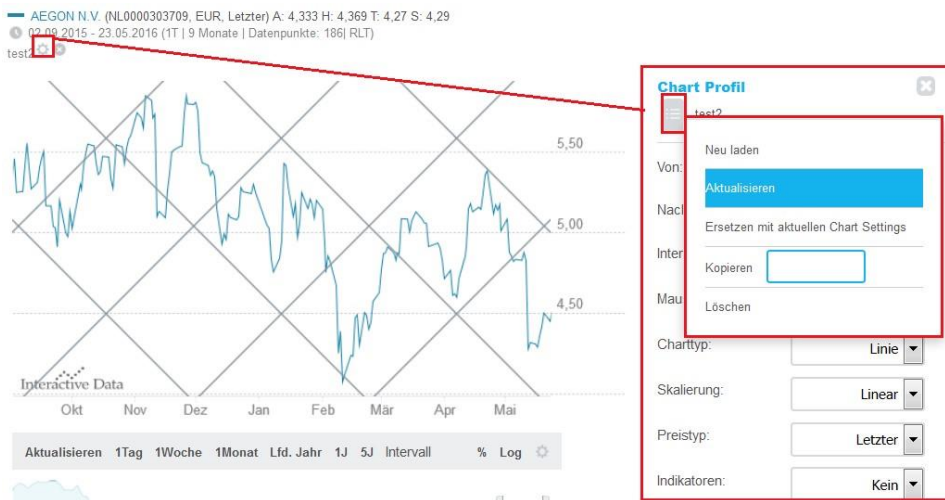 AEGON N.V. (NL0000303709, EUR, Letzter) A: 4,333 H: 4,369 T: 4,27 S: 4,29
02.09.2015 - 23.05.2016 (1T | 9 Monate | Datenpunkte: 186| RLT)
test2
5,50
5,00
4,50
Interactive Data
Okt Nov Dez Jan Feb Mär Apr Mai
Aktualisieren 1Tag 1Woche 1Monat Lfd. Jahr 1J 5J Intervall % Log
Chart Profil
test2
Neu laden
Von:
Aktualisieren
Ersetzen mit aktuellen Chart Settings
Kopieren
Löschen
Charttyp: Linie
Skalierung: Linear
Preistyp: Letzter
Indikatoren: Kein